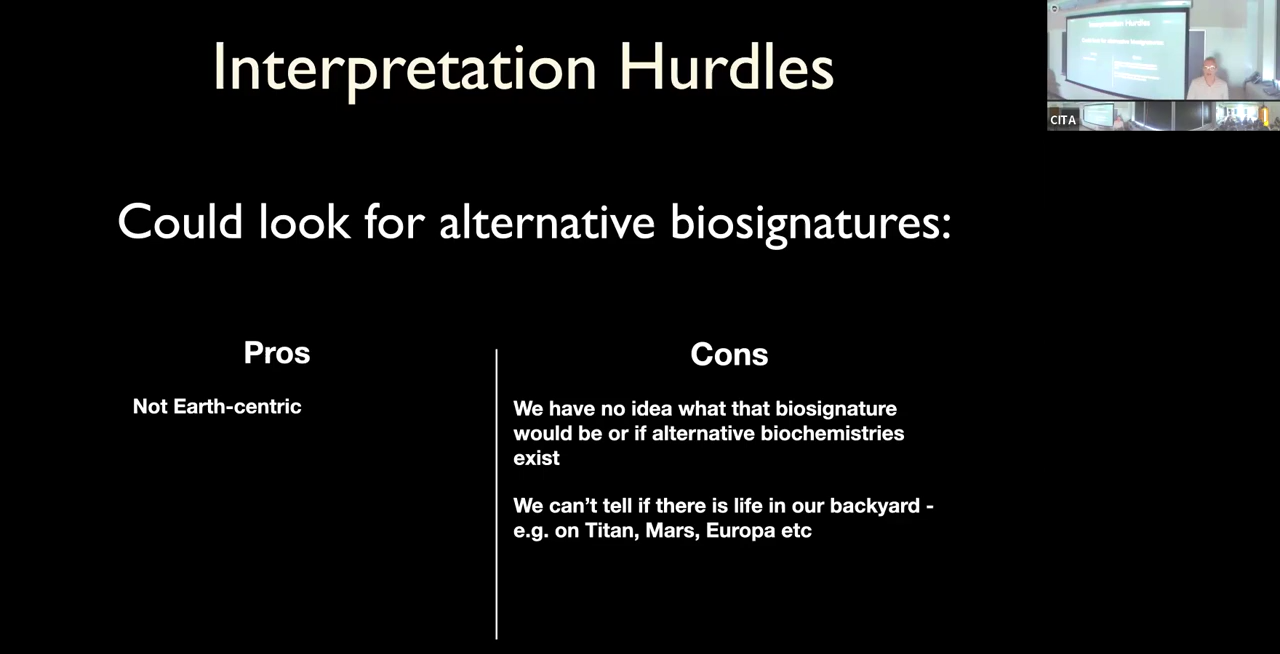 Interpretation Hurdles
Could look for alternative biosignatures:
Pros
Not Earth-centric
Cons
We have no idea what that biosignature
would be or if alternative biochemistries
exist
We can't tell if there is life in our backyard -
e.g. on Titan, Mars, Europa etc
Interpretation Hurdles
CITA